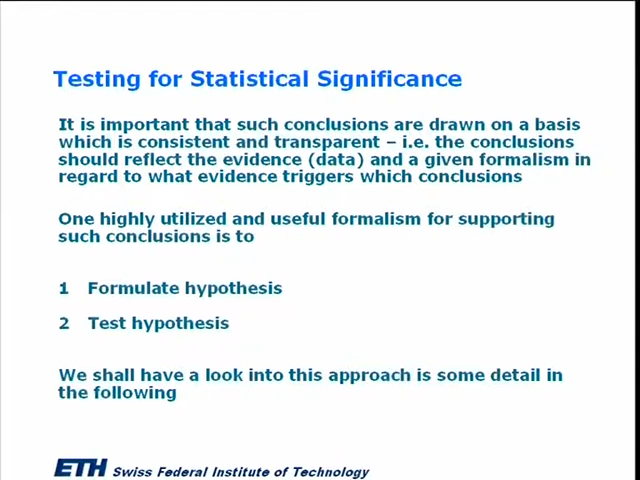 Testing for Statistical Significance
It is important that such conclusions are drawn on a basis
which is consistent and transparent – i.e. the conclusions
should reflect the evidence (data) and a given formalism in
regard to what evidence triggers which conclusions
One highly utilized and useful formalism for supporting
such conclusions is to
1 Formulate hypothesis
2 Test hypothesis
We shall have a look into this approach is some detail in
the following
ETH Swiss Federal Institute of Technology